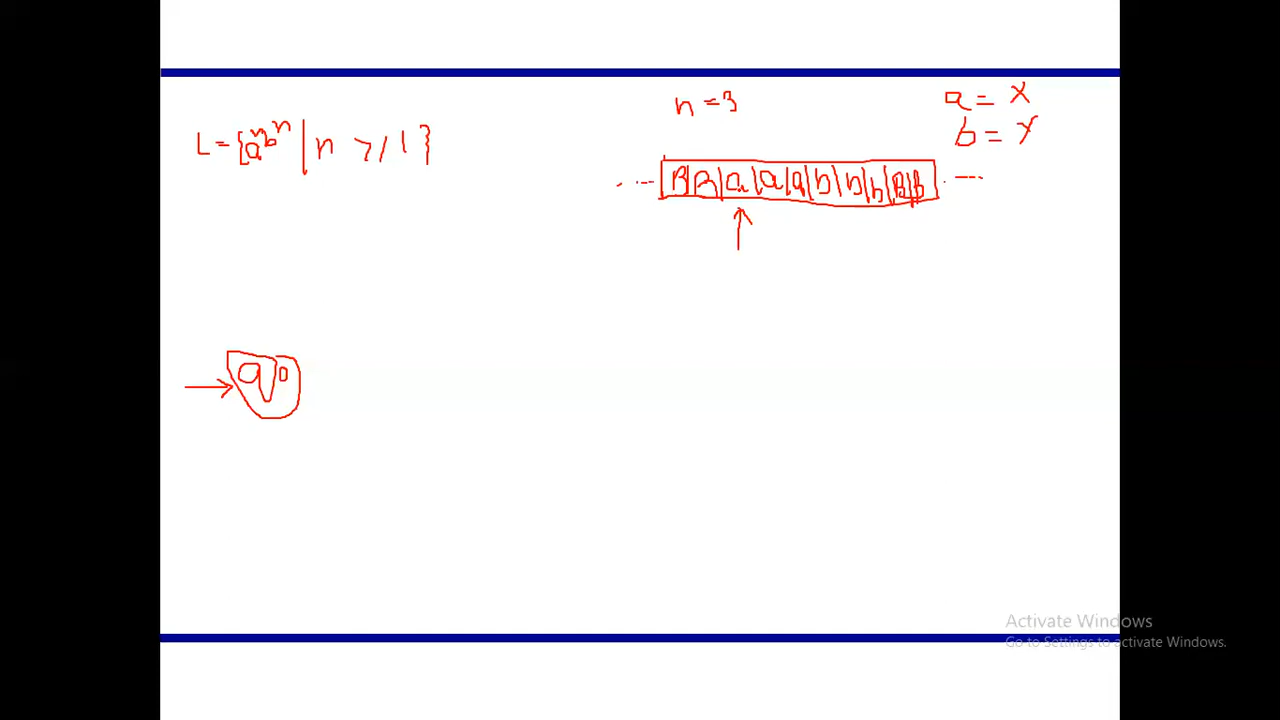 L = {aⁿbⁿ | n >/ 1}
n = 3
a = X
b = Y
... B B a a a b b b B B ...
q0
Activate Windows
Go to Settings to activate Windows.